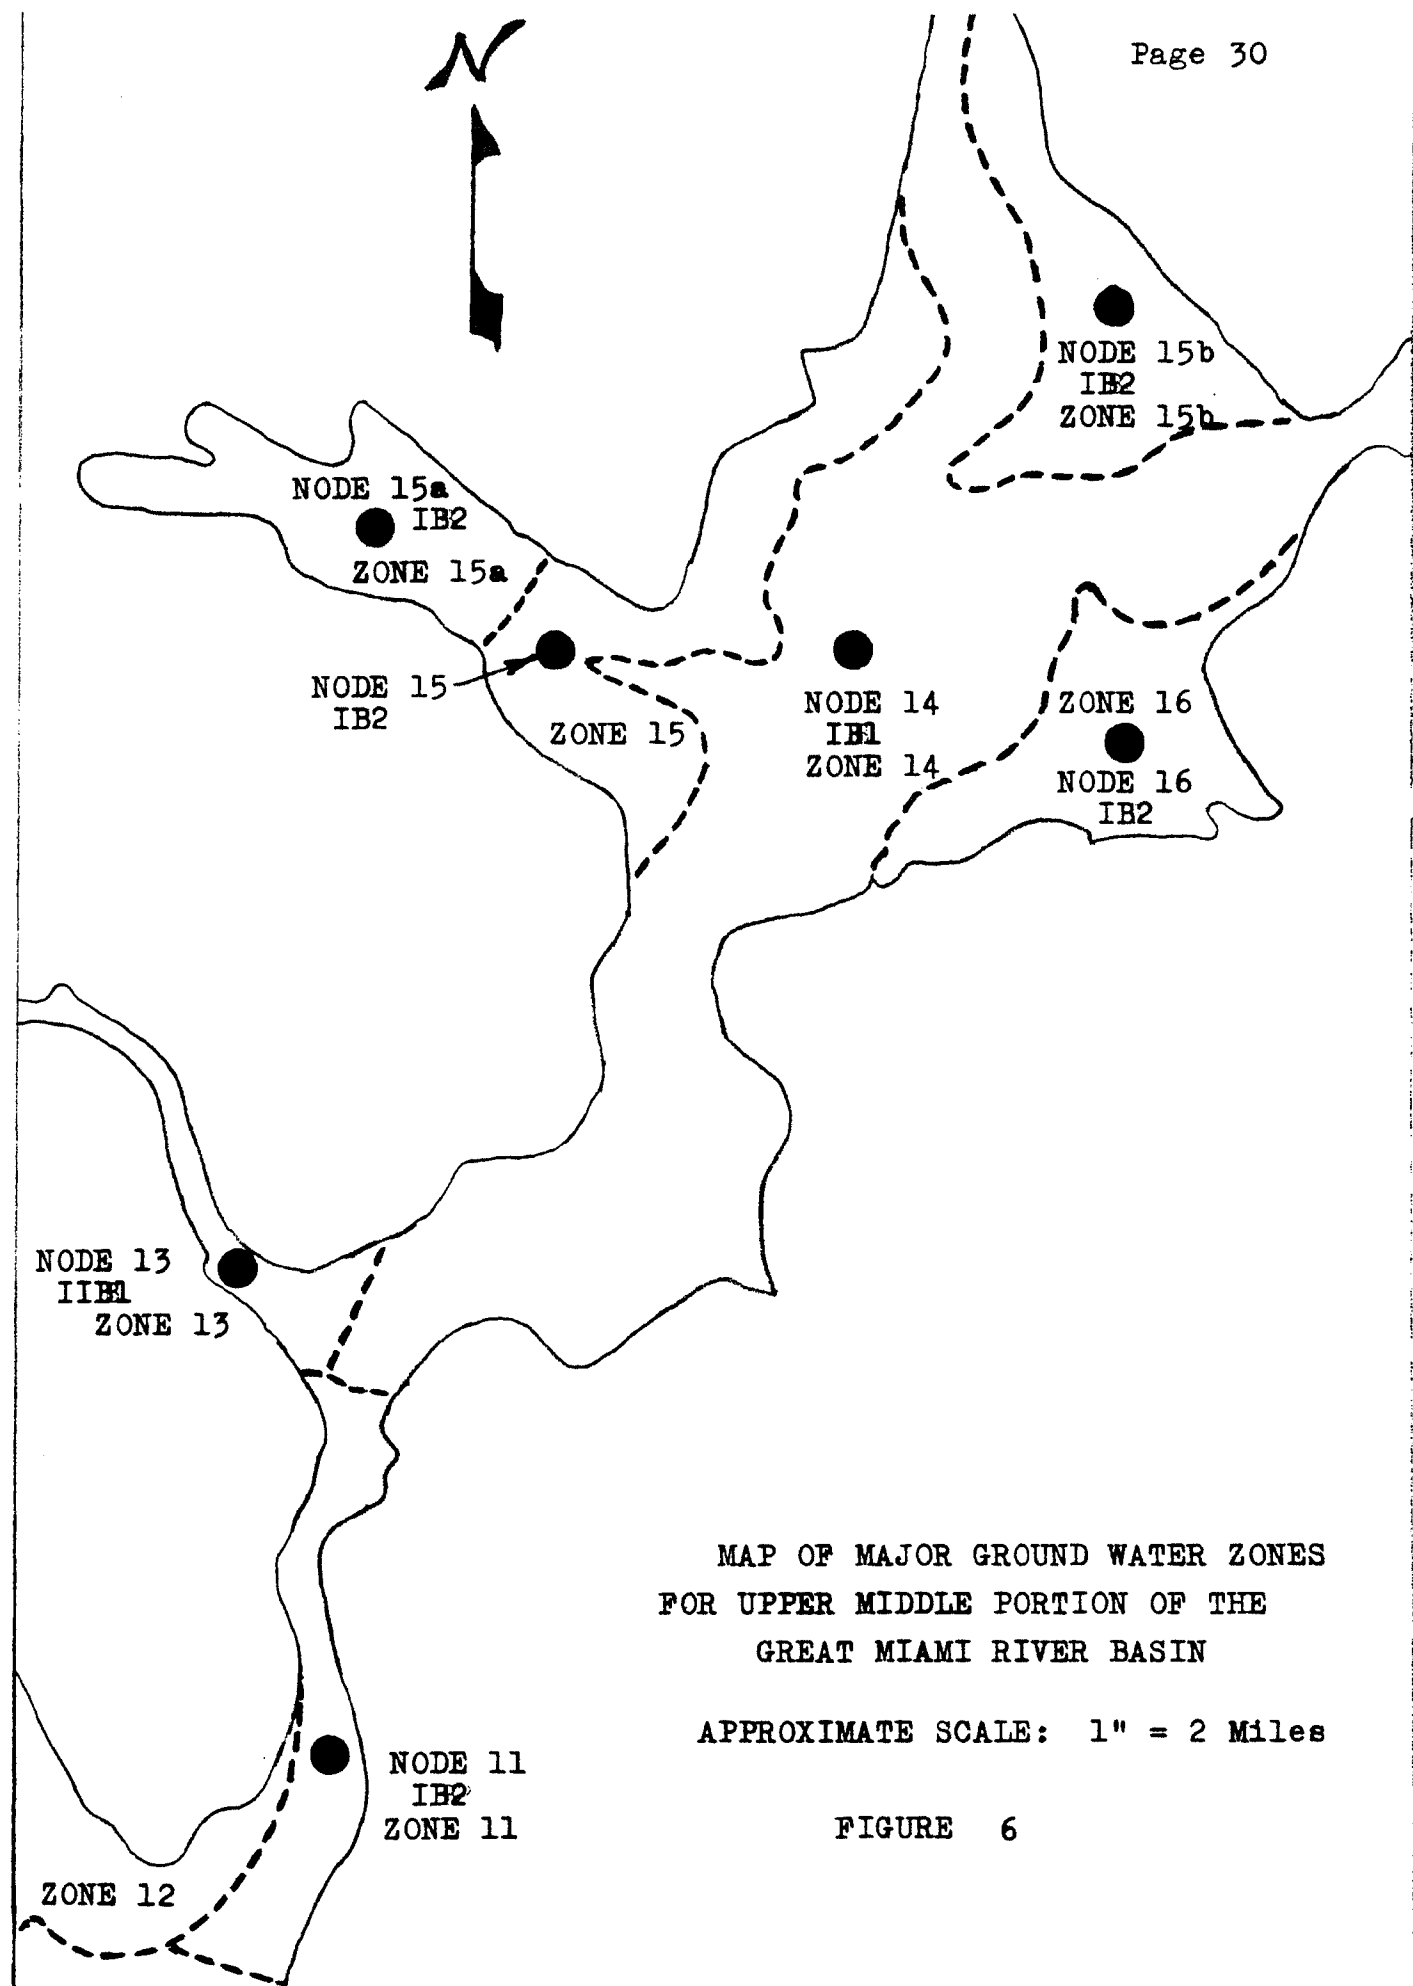 Page 30
N
NODE 15b
IB2
ZONE 15b
NODE 15a
IB2
ZONE 15a
NODE 15
IB2
ZONE 15
NODE 14
IB1
ZONE 14
ZONE 16
NODE 16
IB2
NODE 13
IIB1
ZONE 13
MAP OF MAJOR GROUND WATER ZONES
FOR UPPER MIDDLE PORTION OF THE
GREAT MIAMI RIVER BASIN
APPROXIMATE SCALE: 1" = 2 Miles
NODE 11
IB2
ZONE 11
FIGURE 6
ZONE 12